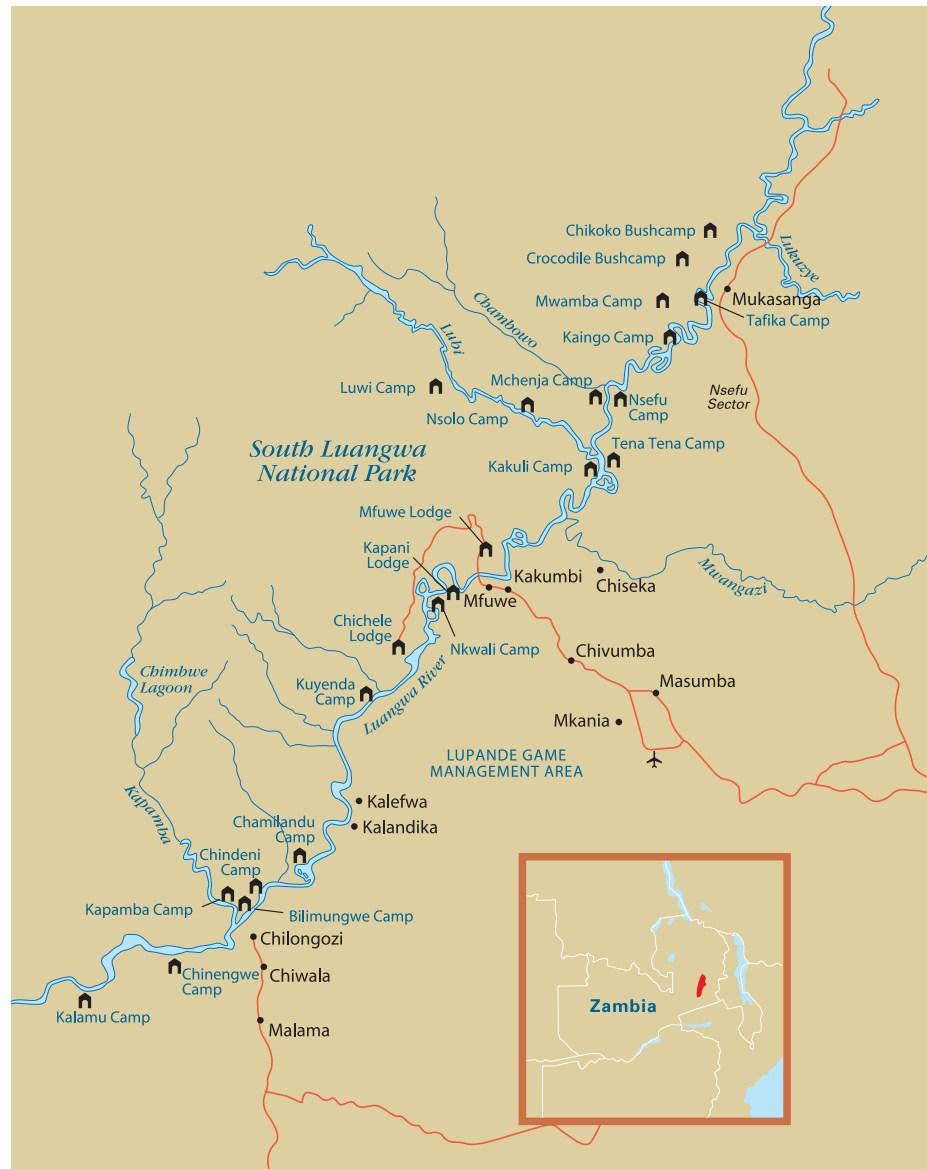 Chikoko Bushcamp
Crocodile Bushcamp
Lukuzye
Mwamba Camp
Mukasanga
Tafika Camp
Chambowo
Kaingo Camp
Lubi
Luwi Camp
Mchenja Camp
Nsefu
Sector
Nsolo Camp
Nsefu
Camp
South Luangwa
National Park
Tena Tena Camp
Kakuli Camp
Mfuwe Lodge
Kapani
Lodge
Kakumbi
Chiseka
Mwangazi
Mfuwe
Chichele
Lodge
Nkwali Camp
Chivumba
Chimbwe
Lagoon
Kuyenda
Camp
Luangwa River
Masumba
Mkania
LUPANDE GAME
MANAGEMENT AREA
Kapamba
Kalefwa
Chamilandu
Camp
Kalandika
Chindeni
Camp
Kapamba Camp
Bilimungwe Camp
Chilongozi
Chinengwe
Camp
Chiwala
Kalamu Camp
Malama
Zambia